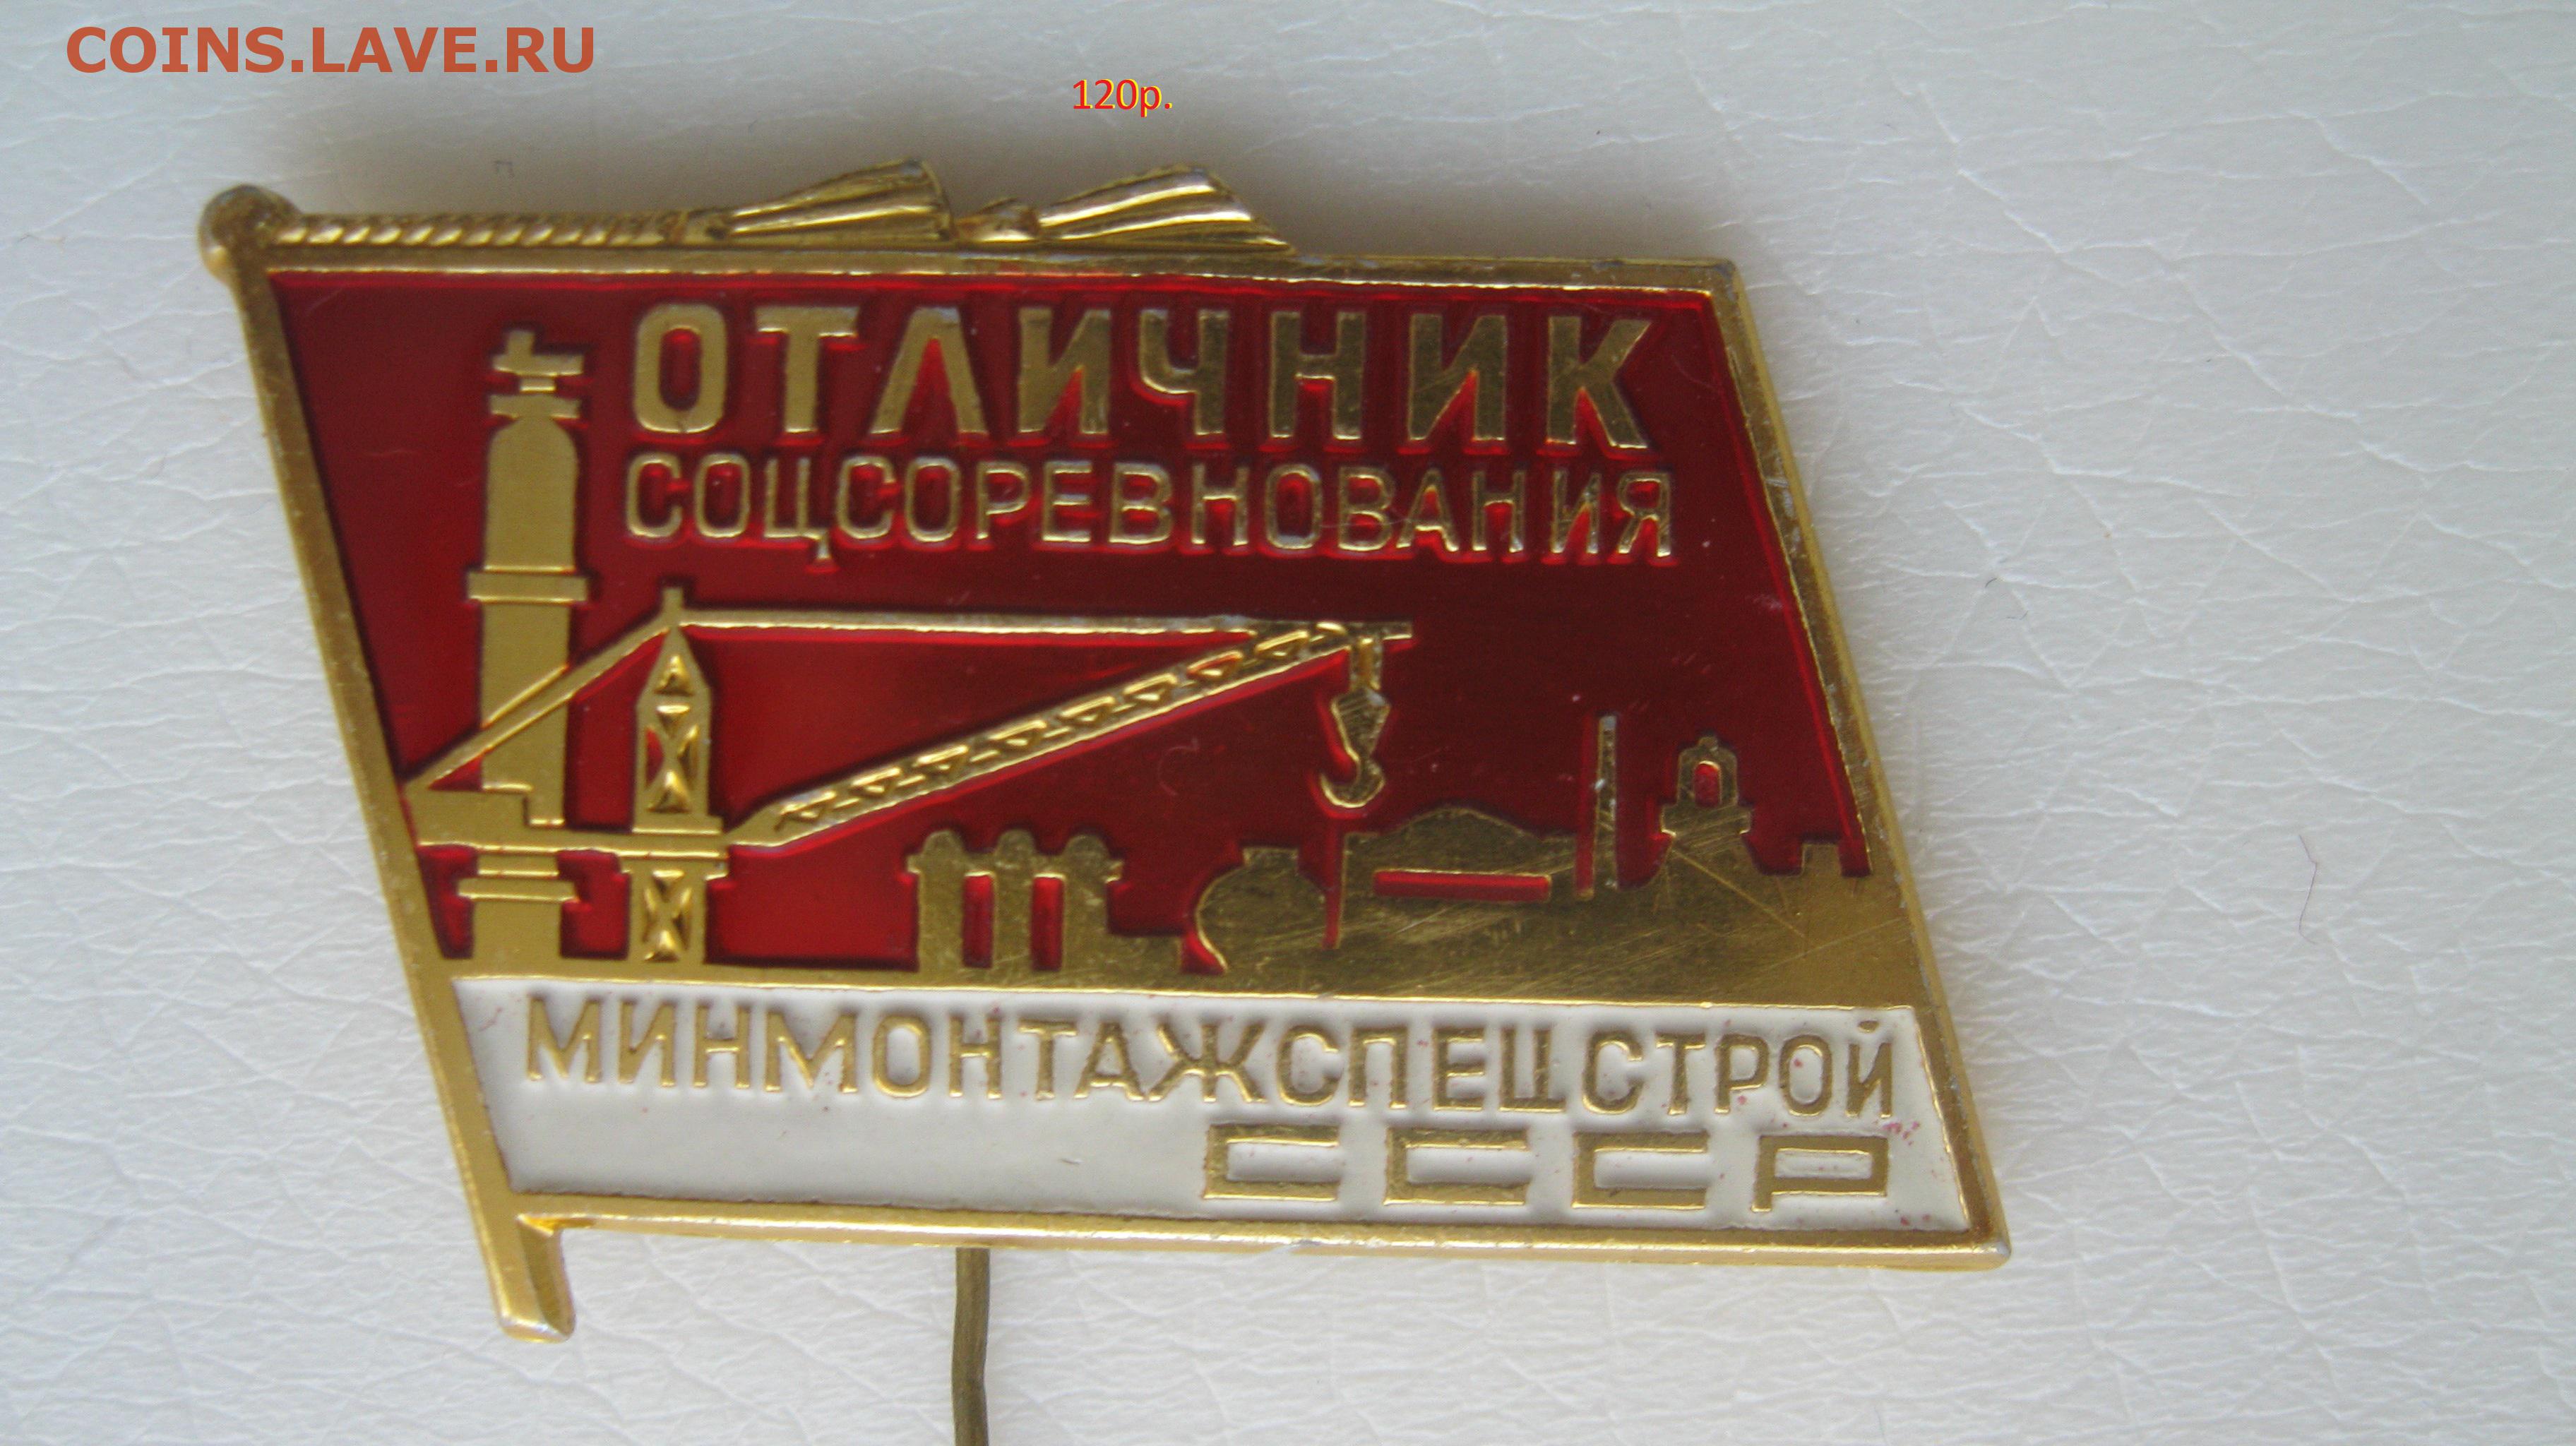 COINS.LAVE.RU
120р.
ОТЛИЧНИК
СОЦСОРЕВНОВАНИЯ
МИНМОНТАЖСПЕЦСТРОЙ
СССР